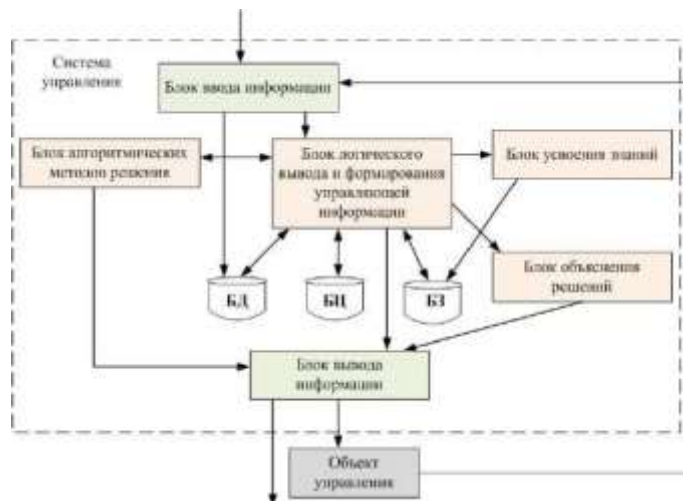 Система
управления
Блок ввода информации
Блок алгоритмических
методов решения
Блок логического
вывода и формирования
управляющей
информации
Блок усвоения знаний
Блок объяснения
решений
БД
БЦ
БЗ
Блок вывода
информации
Объект
управления